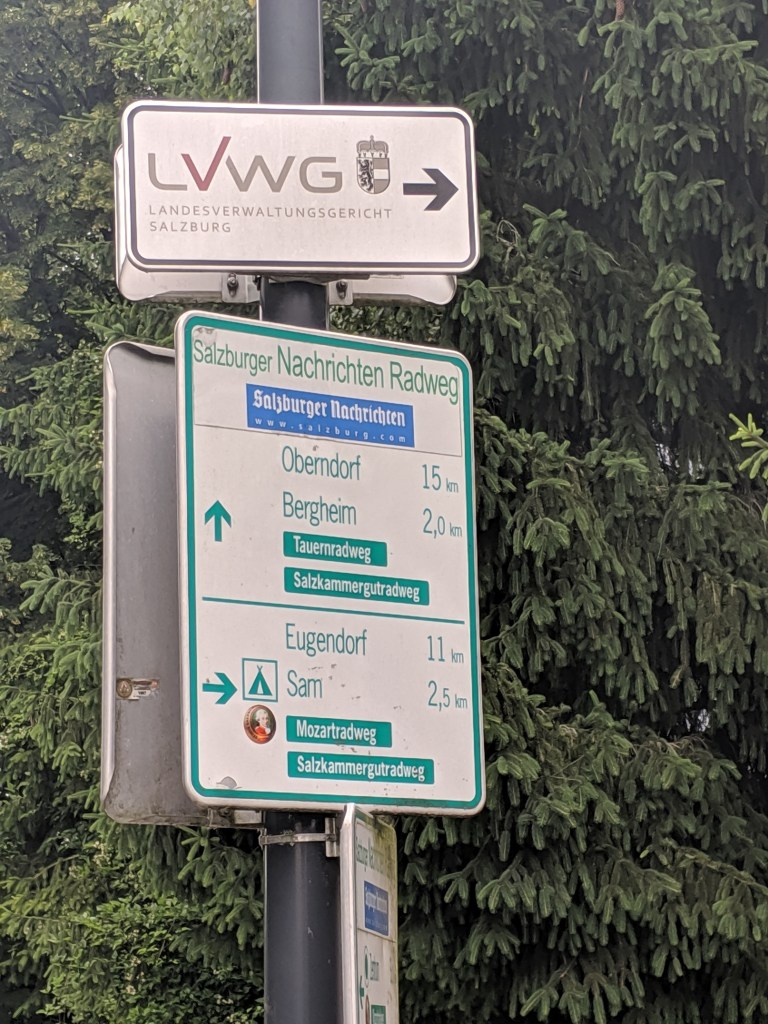 LVWG
LANDESVERWALTUNGSGERICHT
SALZBURG
Salzburger Nachrichten Radweg
Salzburger Nachrichten
www.salzburg.com
Oberndorf 15 km
Bergheim 2,0 km
Tauernradweg
Salzkammergutradweg
Eugendorf 11 km
Sam 2,5 km
Mozartradweg
Salzkammergutradweg